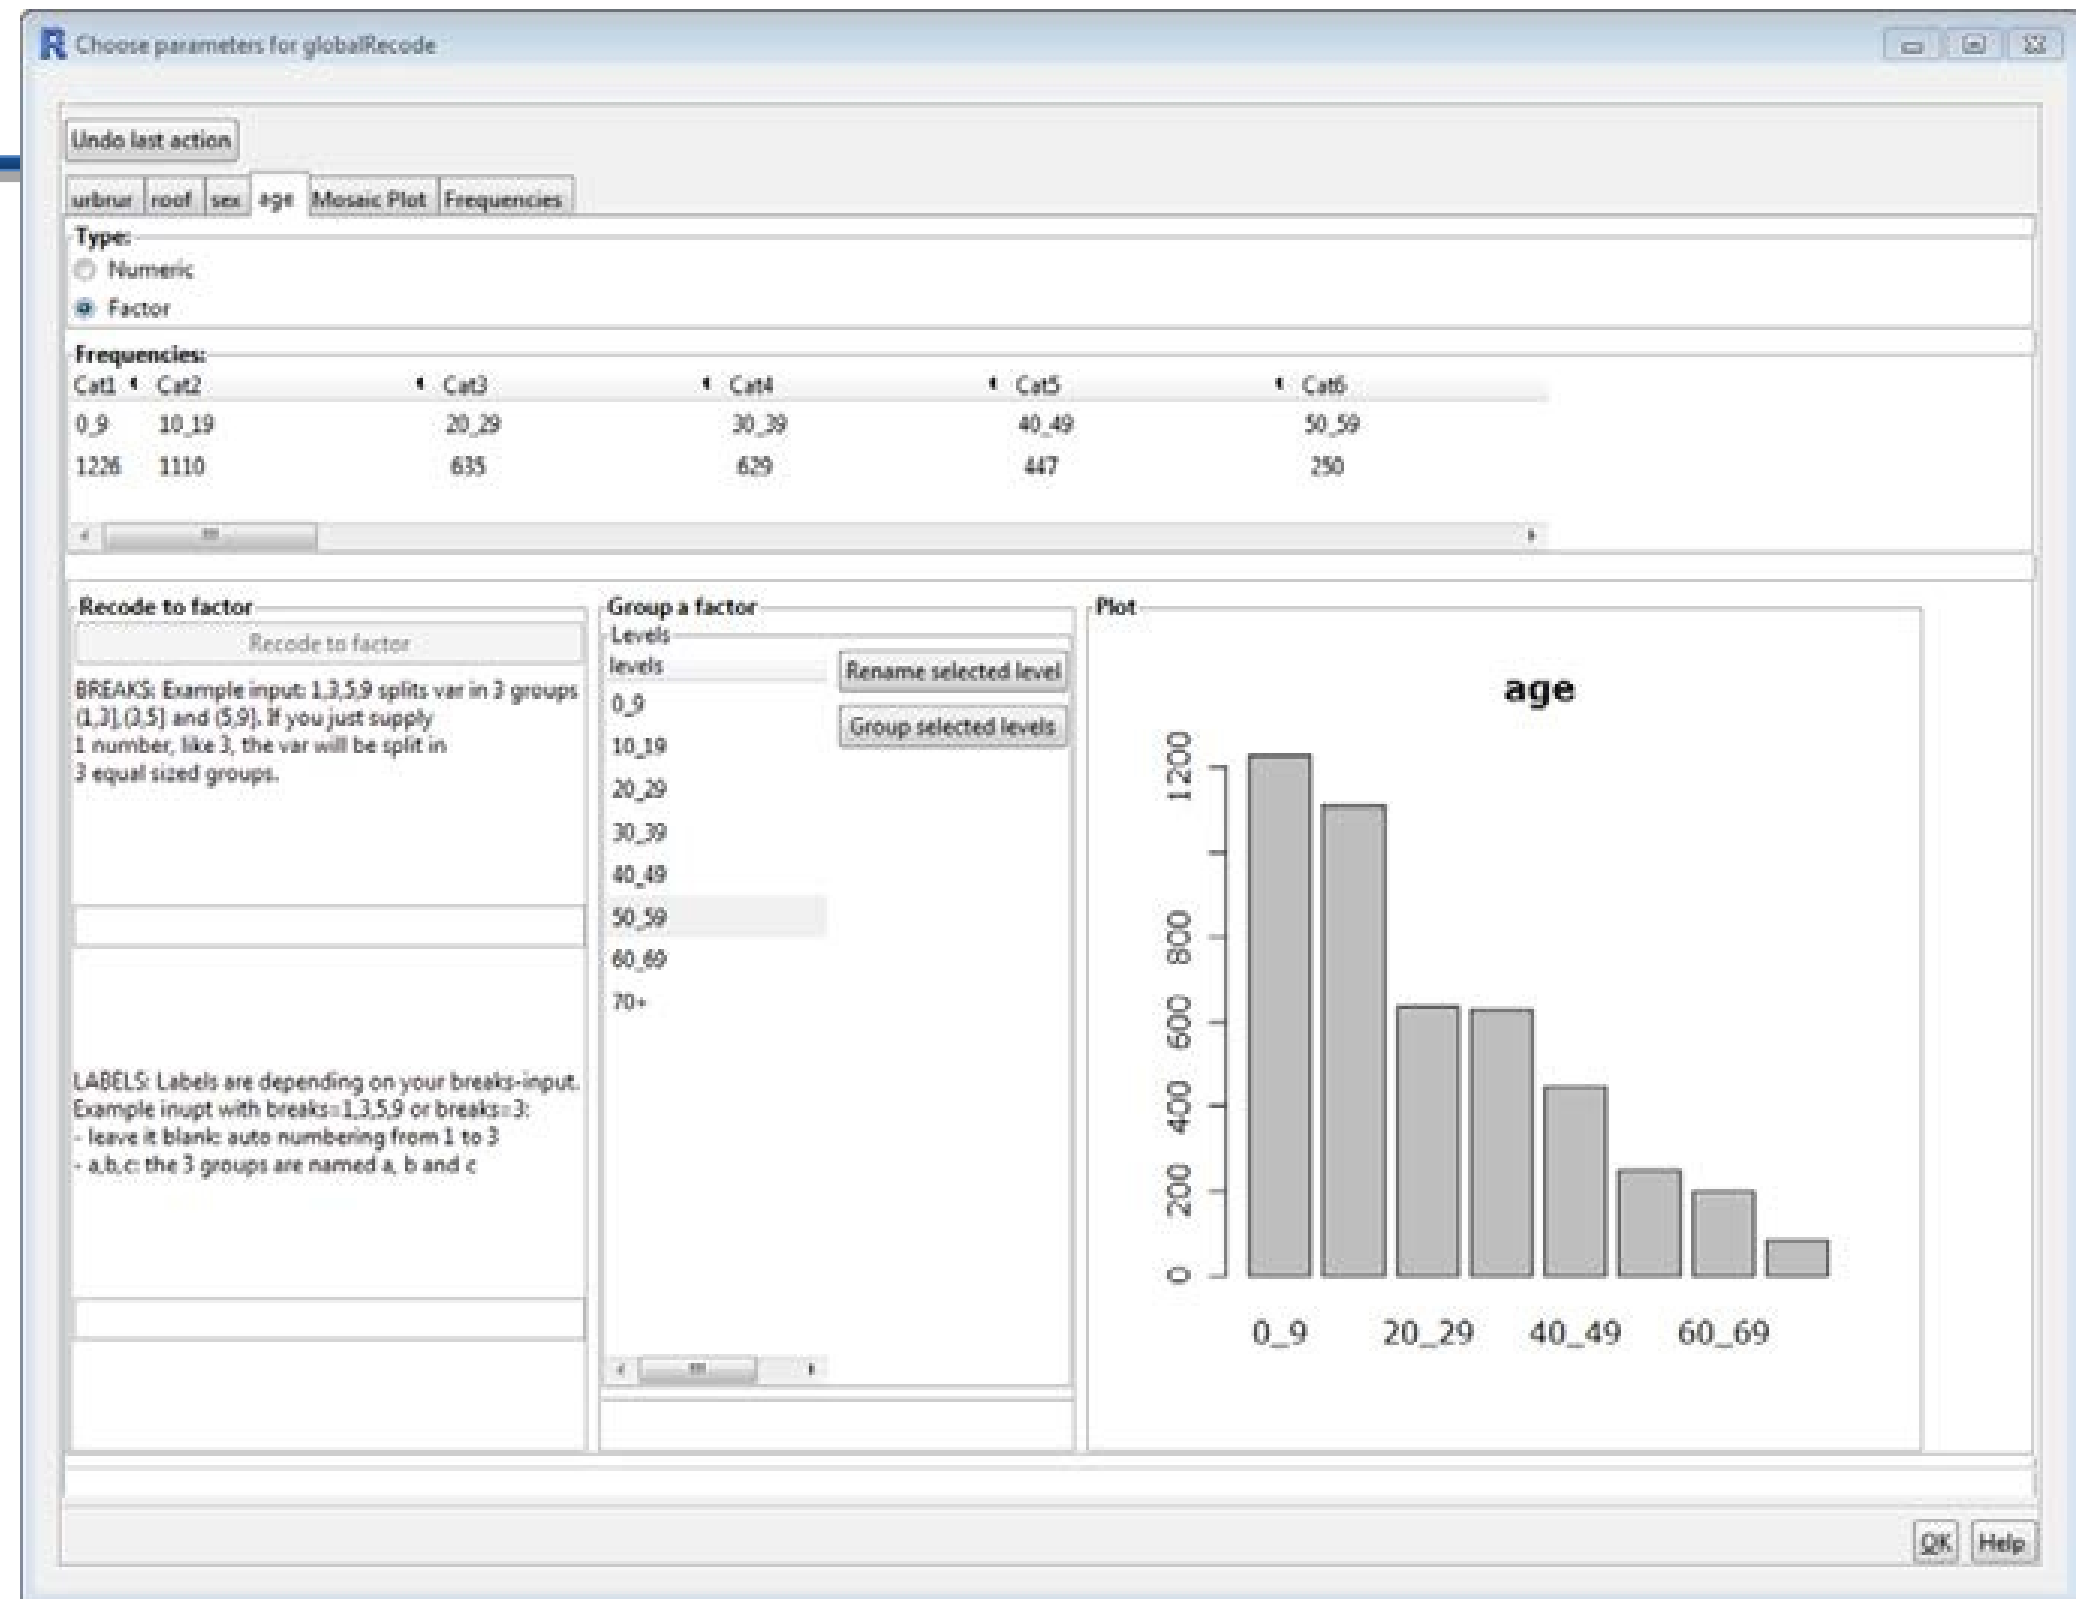 Choose parameters for globalRecode
Undo last action
urbrur roof sex age Mosaic Plot Frequencies
Type:
Numeric
Factor
Frequencies:
Cat1 Cat2 Cat3 Cat4 Cat5 Cat6
0_9 10_19 20_29 30_39 40_49 50_59
1226 1110 635 629 447 250
Recode to factor
Recode to factor
BREAKS: Example input: 1,3,5,9 splits var in 3 groups
(1,3],(3,5] and (5,9]. If you just supply
1 number, like 3, the var will be split in
3 equal sized groups.
LABELS: Labels are depending on your breaks-input.
Example inupt with breaks=1,3,5,9 or breaks=3:
- leave it blank: auto numbering from 1 to 3
- a,b,c: the 3 groups are named a, b and c
Group a factor
Levels
levels
0_9
10_19
20_29
30_39
40_49
50_59
60_69
70+
Rename selected level
Group selected levels
Plot
age
1200
800
600
400
200
0
0_9 20_29 40_49 60_69
OK Help